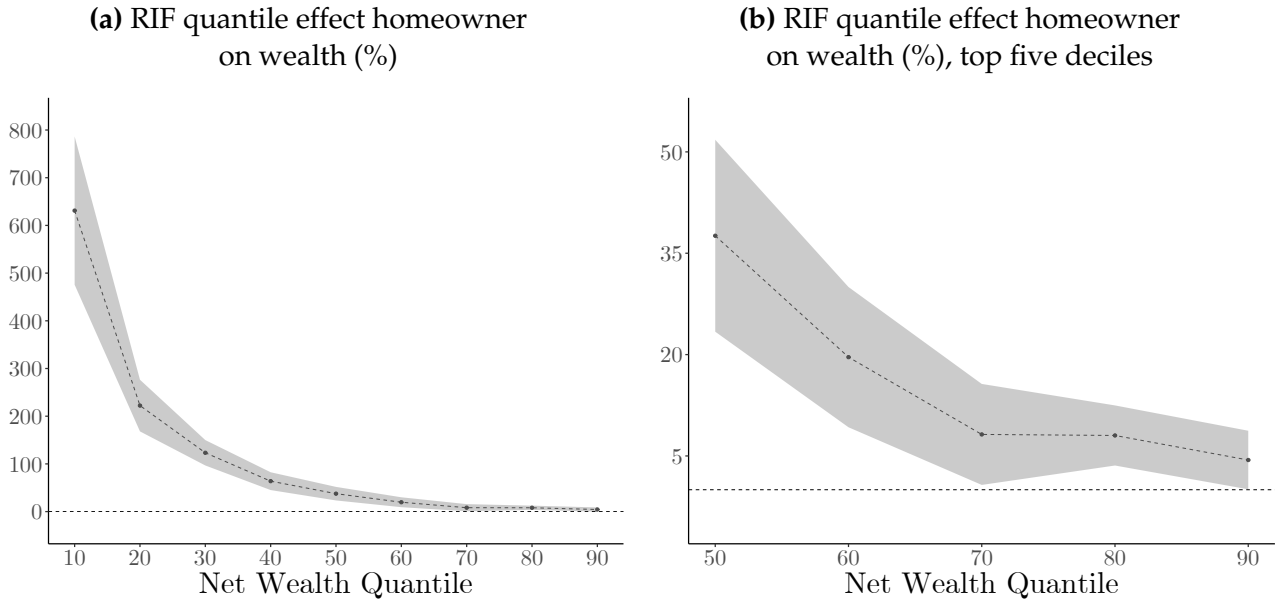 (a) RIF quantile effect homeowner
on wealth (%)
800
700
600
500
400
300
200
100
0
10 20 30 40 50 60 70 80 90
Net Wealth Quantile
(b) RIF quantile effect homeowner
on wealth (%), top five deciles
50
35
20
5
50 60 70 80 90
Net Wealth Quantile